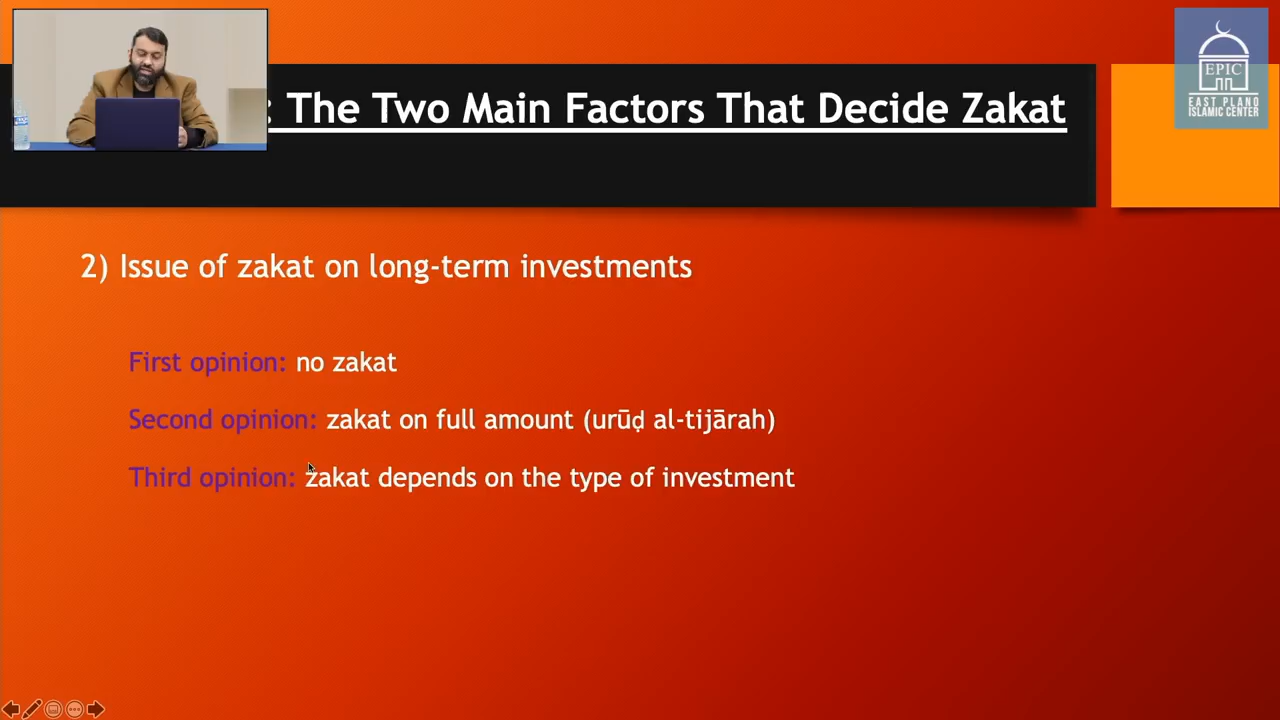 : The Two Main Factors That Decide Zakat
EPIC
EAST PLANO
ISLAMIC CENTER
2) Issue of zakat on long-term investments
First opinion: no zakat
Second opinion: zakat on full amount (urūḍ al-tijārah)
Third opinion: zakat depends on the type of investment